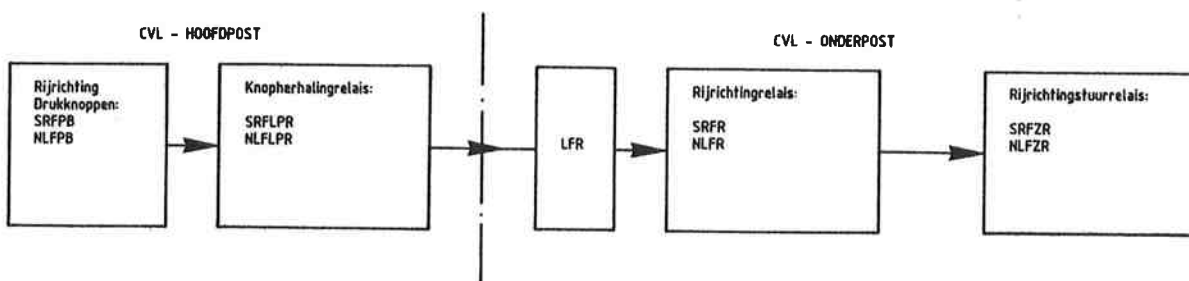 CVL - HOOFDPOST
CVL - ONDERPOST
Rijrichting
Drukknoppen:
SRFPB
NLFPB
Knopherhalingrelais:
SRFLPR
NLFLPR
LFR
Rijrichtingrelais:
SRFR
NLFR
Rijrichtingstuurrelais:
SRFZR
NLFZR